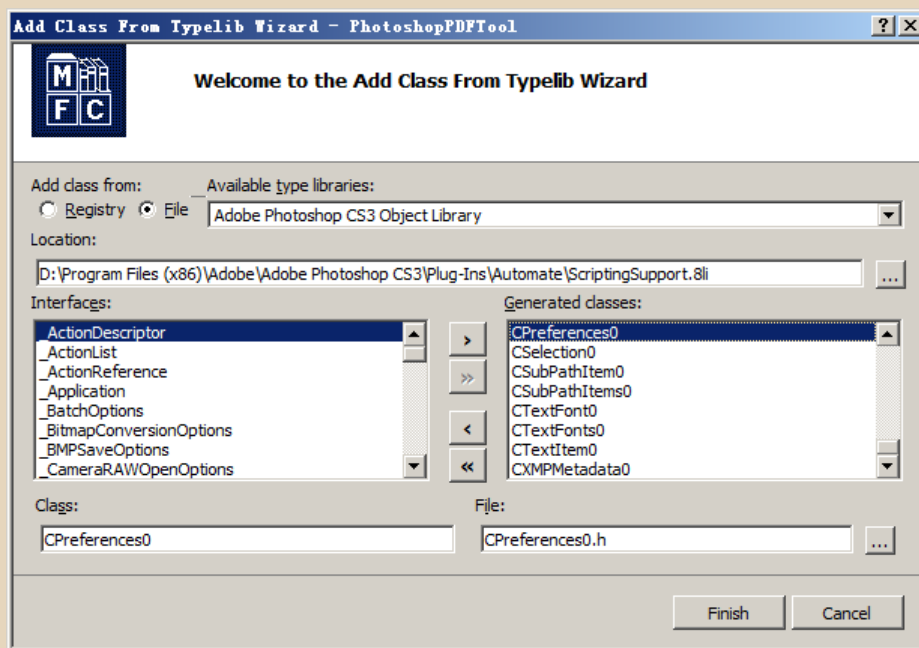 Add Class From Typelib Wizard - PhotoshopPDFTool
MFC
Welcome to the Add Class From Typelib Wizard
Add class from:
Registry
File
Available type libraries:
Adobe Photoshop CS3 Object Library
Location:
D:\Program Files (x86)\Adobe\Adobe Photoshop CS3\Plug-Ins\Automate\ScriptingSupport.8li
...
Interfaces:
_ActionDescriptor
_ActionList
_ActionReference
_Application
_BatchOptions
_BitmapConversionOptions
_BMPSaveOptions
_CameraRAWOpenOptions
>
>>
<
<<
Generated classes:
CPreferences0
CSelection0
CSubPathItem0
CSubPathItems0
CTextFont0
CTextFonts0
CTextItem0
CXMPMetadata0
Class:
CPreferences0
File:
CPreferences0.h
...
Finish
Cancel